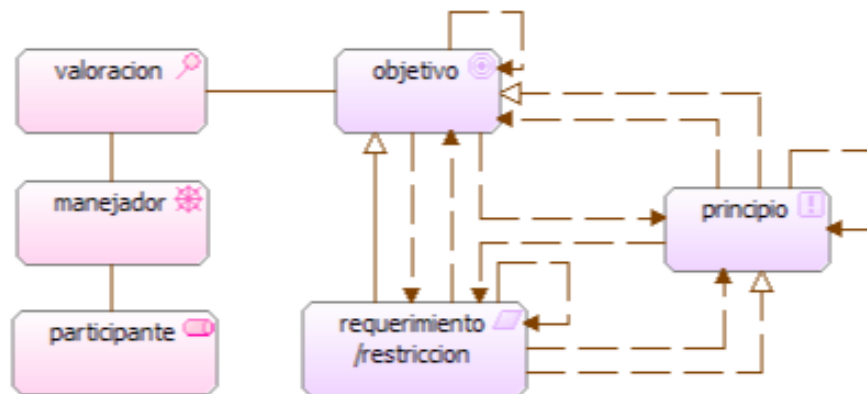 valoracion
objetivo
manejador
principio
participante
requerimiento
/restriccion